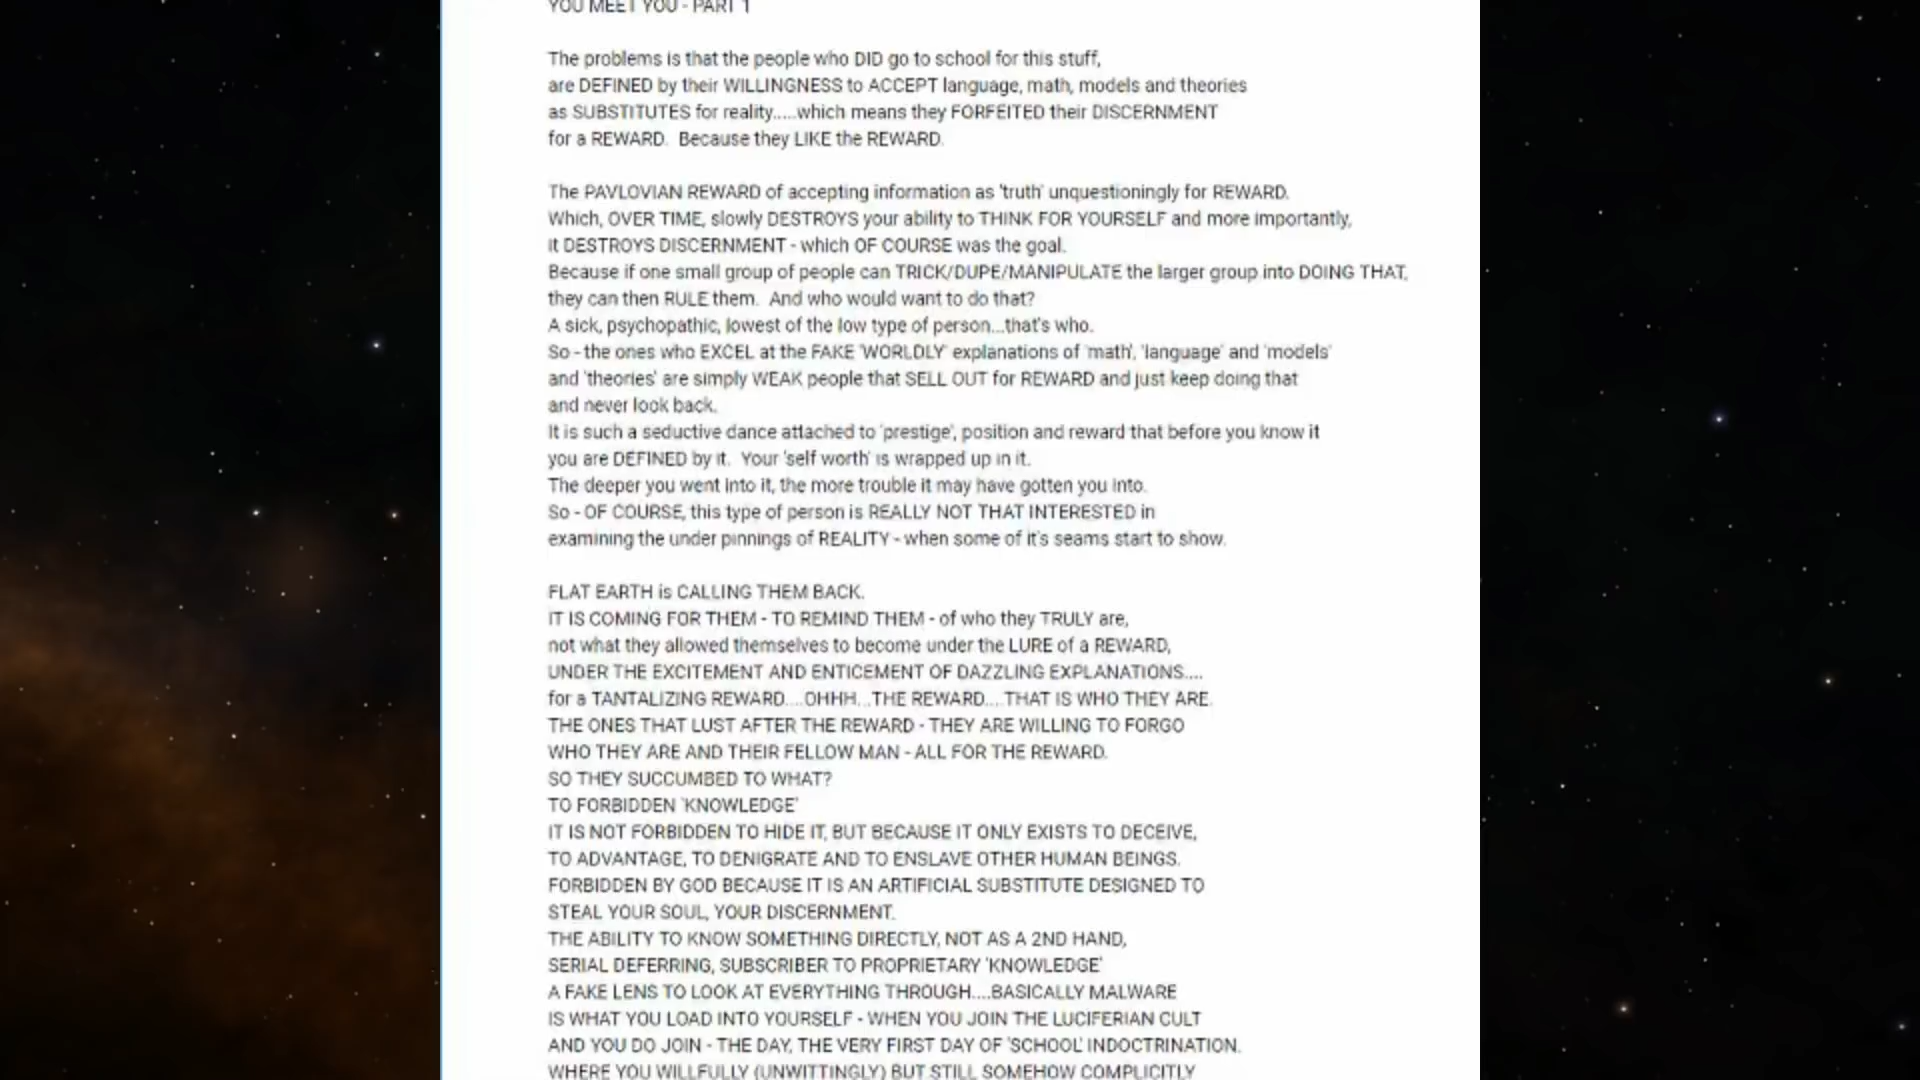 YOU MEET YOU - PART 1
The problems is that the people who DID go to school for this stuff,
are DEFINED by their WILLINGNESS to ACCEPT language, math, models and theories
as SUBSTITUTES for reality.....which means they FORFEITED their DISCERNMENT
for a REWARD.  Because they LIKE the REWARD.
The PAVLOVIAN REWARD of accepting information as 'truth' unquestioningly for REWARD.
Which, OVER TIME, slowly DESTROYS your ability to THINK FOR YOURSELF and more importantly,
it DESTROYS DISCERNMENT - which OF COURSE was the goal.
Because if one small group of people can TRICK/DUPE/MANIPULATE the larger group into DOING THAT,
they can then RULE them.  And who would want to do that?
A sick, psychopathic, lowest of the low type of person...that's who.
So - the ones who EXCEL at the FAKE 'WORLDLY' explanations of 'math', 'language' and 'models'
and 'theories' are simply WEAK people that SELL OUT for REWARD and just keep doing that
and never look back.
It is such a seductive dance attached to 'prestige', position and reward that before you know it
you are DEFINED by it.  Your 'self worth' is wrapped up in it.
The deeper you went into it, the more trouble it may have gotten you into.
So - OF COURSE, this type of person is REALLY NOT THAT INTERESTED in
examining the under pinnings of REALITY - when some of it's seams start to show.
FLAT EARTH is CALLING THEM BACK.
IT IS COMING FOR THEM - TO REMIND THEM - of who they TRULY are,
not what they allowed themselves to become under the LURE of a REWARD,
UNDER THE EXCITEMENT AND ENTICEMENT OF DAZZLING EXPLANATIONS....
for a TANTALIZING REWARD....OHHH...THE REWARD....THAT IS WHO THEY ARE.
THE ONES THAT LUST AFTER THE REWARD - THEY ARE WILLING TO FORGO
WHO THEY ARE AND THEIR FELLOW MAN - ALL FOR THE REWARD.
SO THEY SUCCUMBED TO WHAT?
TO FORBIDDEN 'KNOWLEDGE'
IT IS NOT FORBIDDEN TO HIDE IT, BUT BECAUSE IT ONLY EXISTS TO DECEIVE,
TO ADVANTAGE, TO DENIGRATE AND TO ENSLAVE OTHER HUMAN BEINGS.
FORBIDDEN BY GOD BECAUSE IT IS AN ARTIFICIAL SUBSTITUTE DESIGNED TO
STEAL YOUR SOUL, YOUR DISCERNMENT.
THE ABILITY TO KNOW SOMETHING DIRECTLY, NOT AS A 2ND HAND,
SERIAL DEFERRING, SUBSCRIBER TO PROPRIETARY 'KNOWLEDGE'
A FAKE LENS TO LOOK AT EVERYTHING THROUGH....BASICALLY MALWARE
IS WHAT YOU LOAD INTO YOURSELF - WHEN YOU JOIN THE LUCIFERIAN CULT
AND YOU DO JOIN - THE DAY, THE VERY FIRST DAY OF 'SCHOOL' INDOCTRINATION.
WHERE YOU WILLFULLY (UNWITTINGLY) BUT STILL SOMEHOW COMPLICITLY